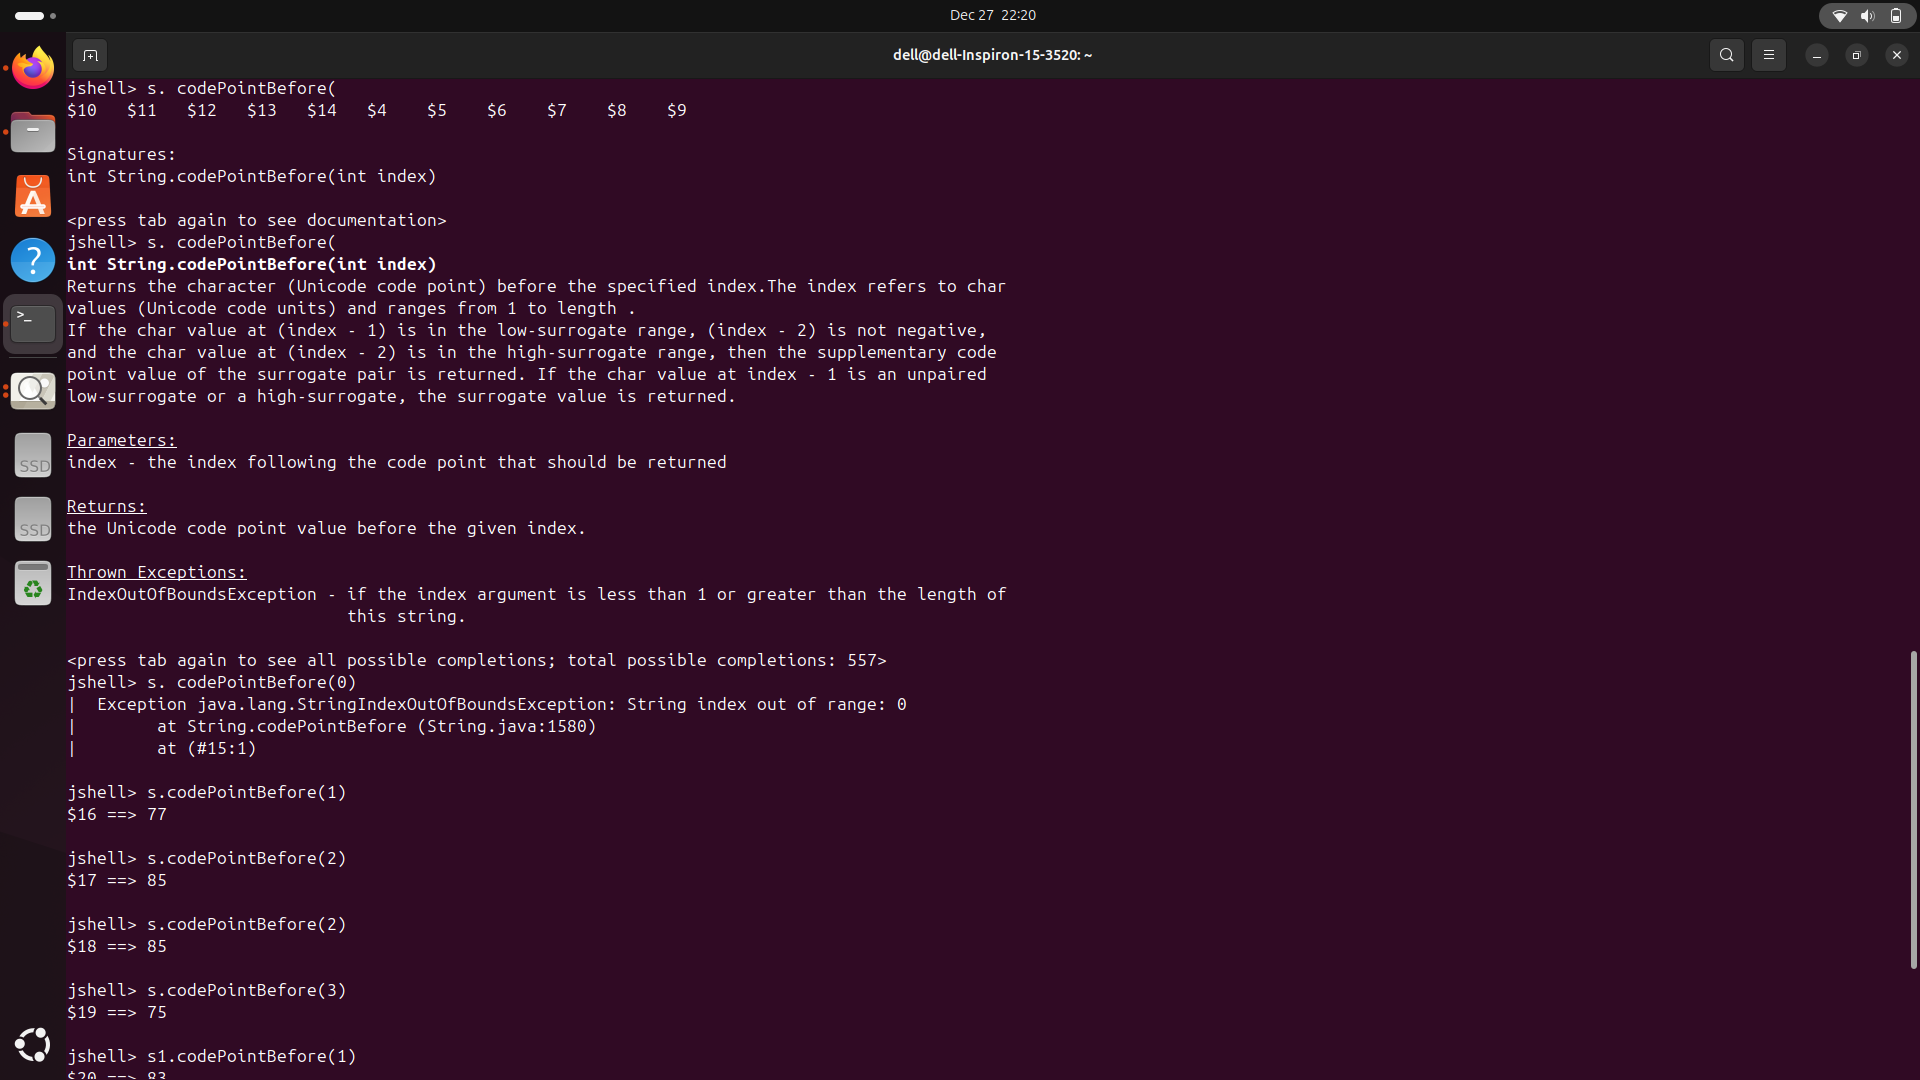 Dec 27 22:20
dell@dell-Inspiron-15-3520: ~
jshell> s. codePointBefore(
$10 $11 $12 $13 $14 $4 $5 $6 $7 $8 $9
Signatures:
int String.codePointBefore(int index)
<press tab again to see documentation>
jshell> s. codePointBefore(
int String.codePointBefore(int index)
Returns the character (Unicode code point) before the specified index.The index refers to char
values (Unicode code units) and ranges from 1 to length .
If the char value at (index - 1) is in the low-surrogate range, (index - 2) is not negative,
and the char value at (index - 2) is in the high-surrogate range, then the supplementary code
point value of the surrogate pair is returned. If the char value at index - 1 is an unpaired
low-surrogate or a high-surrogate, the surrogate value is returned.
Parameters:
index - the index following the code point that should be returned
Returns:
the Unicode code point value before the given index.
Thrown Exceptions:
IndexOutOfBoundsException - if the index argument is less than 1 or greater than the length of
this string.
<press tab again to see all possible completions; total possible completions: 557>
jshell> s. codePointBefore(0)
| Exception java.lang.StringIndexOutOfBoundsException: String index out of range: 0
| at String.codePointBefore (String.java:1580)
| at (#15:1)
jshell> s.codePointBefore(1)
$16 ==> 77
jshell> s.codePointBefore(2)
$17 ==> 85
jshell> s.codePointBefore(2)
$18 ==> 85
jshell> s.codePointBefore(3)
$19 ==> 75
jshell> s1.codePointBefore(1)
$20 ==> 83
SSD
SSD